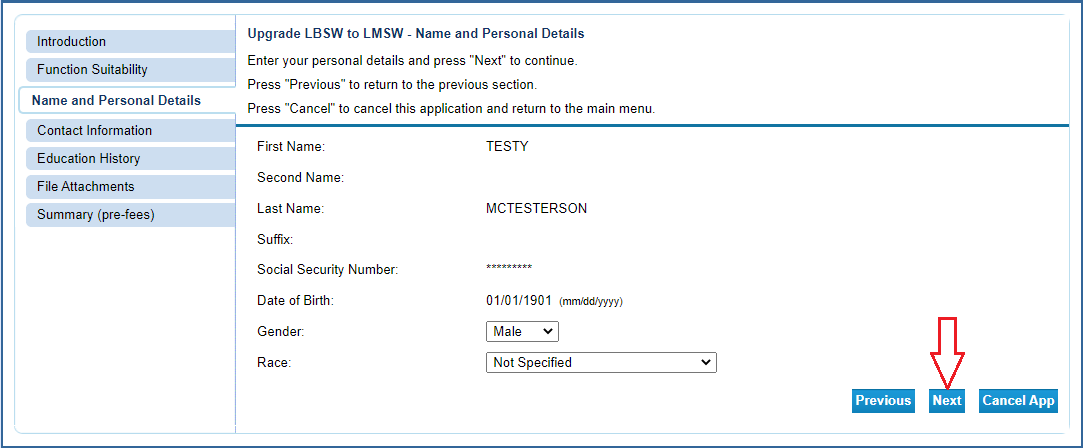 Introduction
Function Suitability
Name and Personal Details
Contact Information
Education History
File Attachments
Summary (pre-fees)
Upgrade LBSW to LMSW - Name and Personal Details
Enter your personal details and press "Next" to continue.
Press "Previous" to return to the previous section.
Press "Cancel" to cancel this application and return to the main menu.
First Name: TESTY
Second Name:
Last Name: MCTESTERSON
Suffix:
Social Security Number: *********
Date of Birth: 01/01/1901 (mm/dd/yyyy)
Gender: Male
Race: Not Specified
Previous Next Cancel App